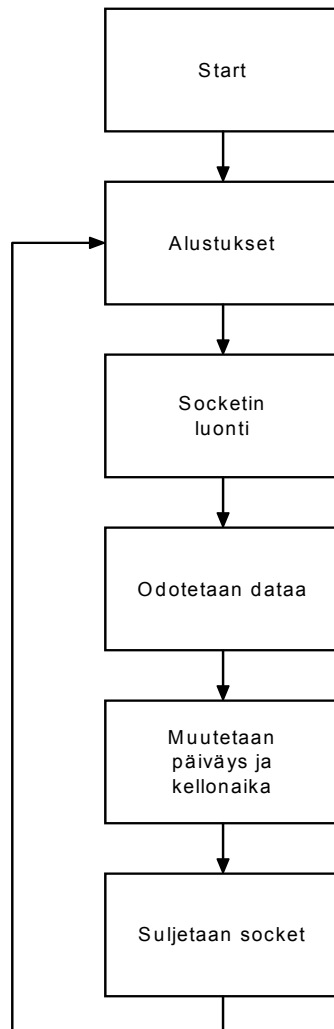 Start
Alustukset
Socketin
luonti
Odotetaan dataa
Muutetaan
päiväys ja
kellonaika
Suljetaan socket